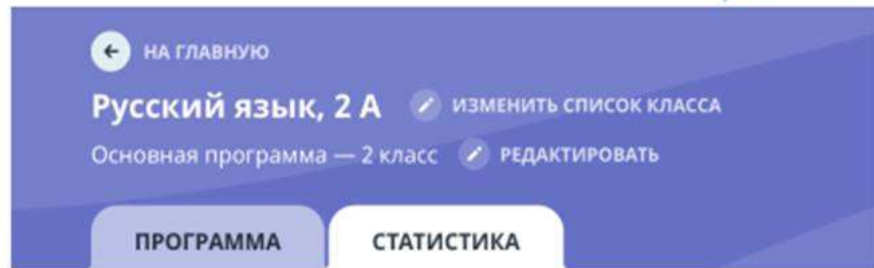 НА ГЛАВНУЮ
Русский язык, 2 А ИЗМЕНИТЬ СПИСОК КЛАССА
Основная программа — 2 класс РЕДАКТИРОВАТЬ
ПРОГРАММА СТАТИСТИКА